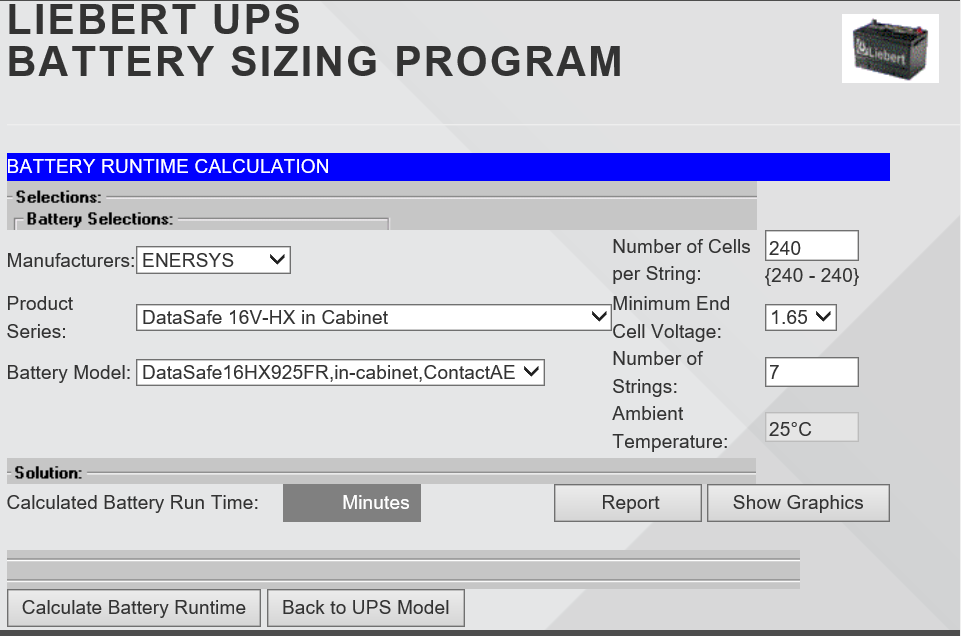 LIEBERT UPS
BATTERY SIZING PROGRAM
Liebert
BATTERY RUNTIME CALCULATION
Selections:
Battery Selections:
Manufacturers: ENERSYS
Number of Cells per String: 240
{240 - 240}
Product Series: DataSafe 16V-HX in Cabinet
Minimum End Cell Voltage: 1.65
Battery Model: DataSafe16HX925FR,in-cabinet,ContactAE
Number of Strings: 7
Ambient Temperature: 25°C
Solution:
Calculated Battery Run Time: Minutes
Report
Show Graphics
Calculate Battery Runtime
Back to UPS Model